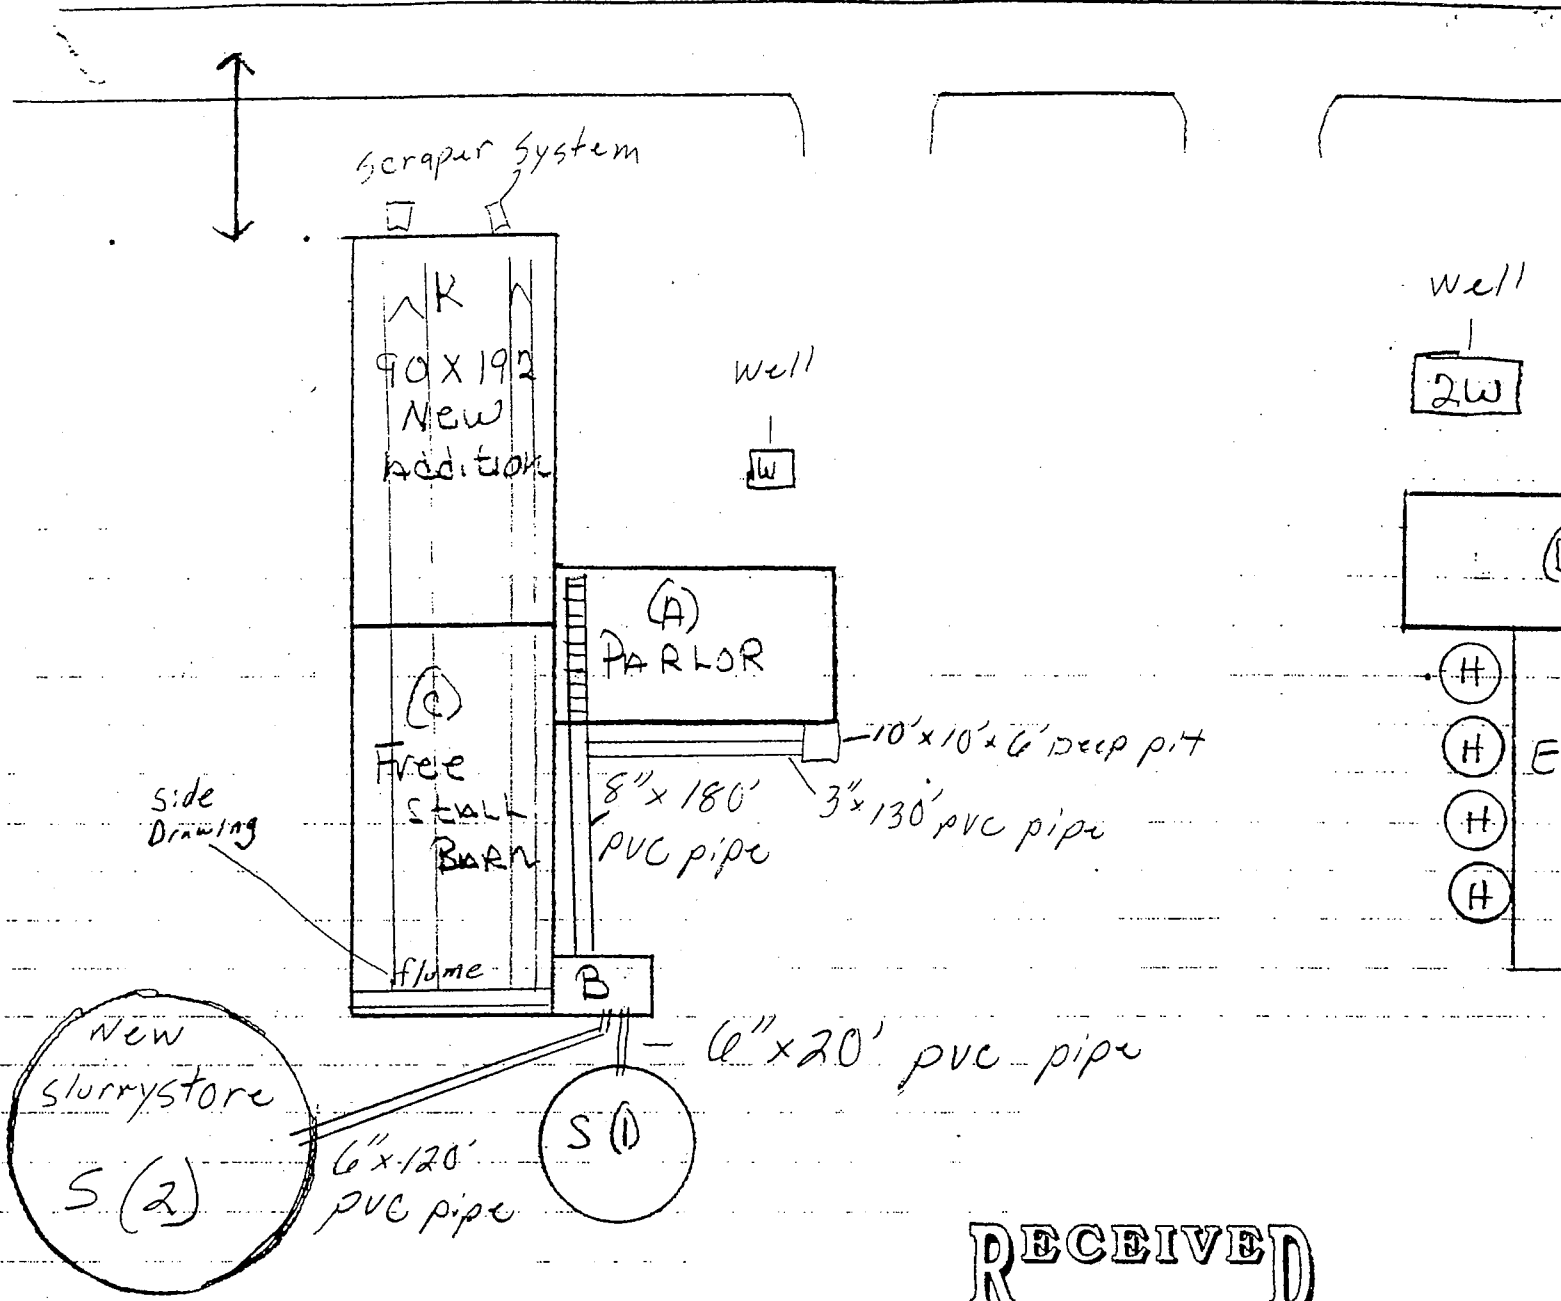 scraper system
K
90 X 192
New
Addition
well
W
well
2W
(A)
PARLOR
(C)
Free
STALL
BARN
side
Drawing
flume
B
10' x 10' x 6' Deep pit
8" x 180'
PVC pipe
3" x 130' pvc pipe
H
H
H
H
E
6" x 20' pvc pipe
New
slurrystore
S (2)
6" x 120'
pvc pipe
S (1)
RECEIVED